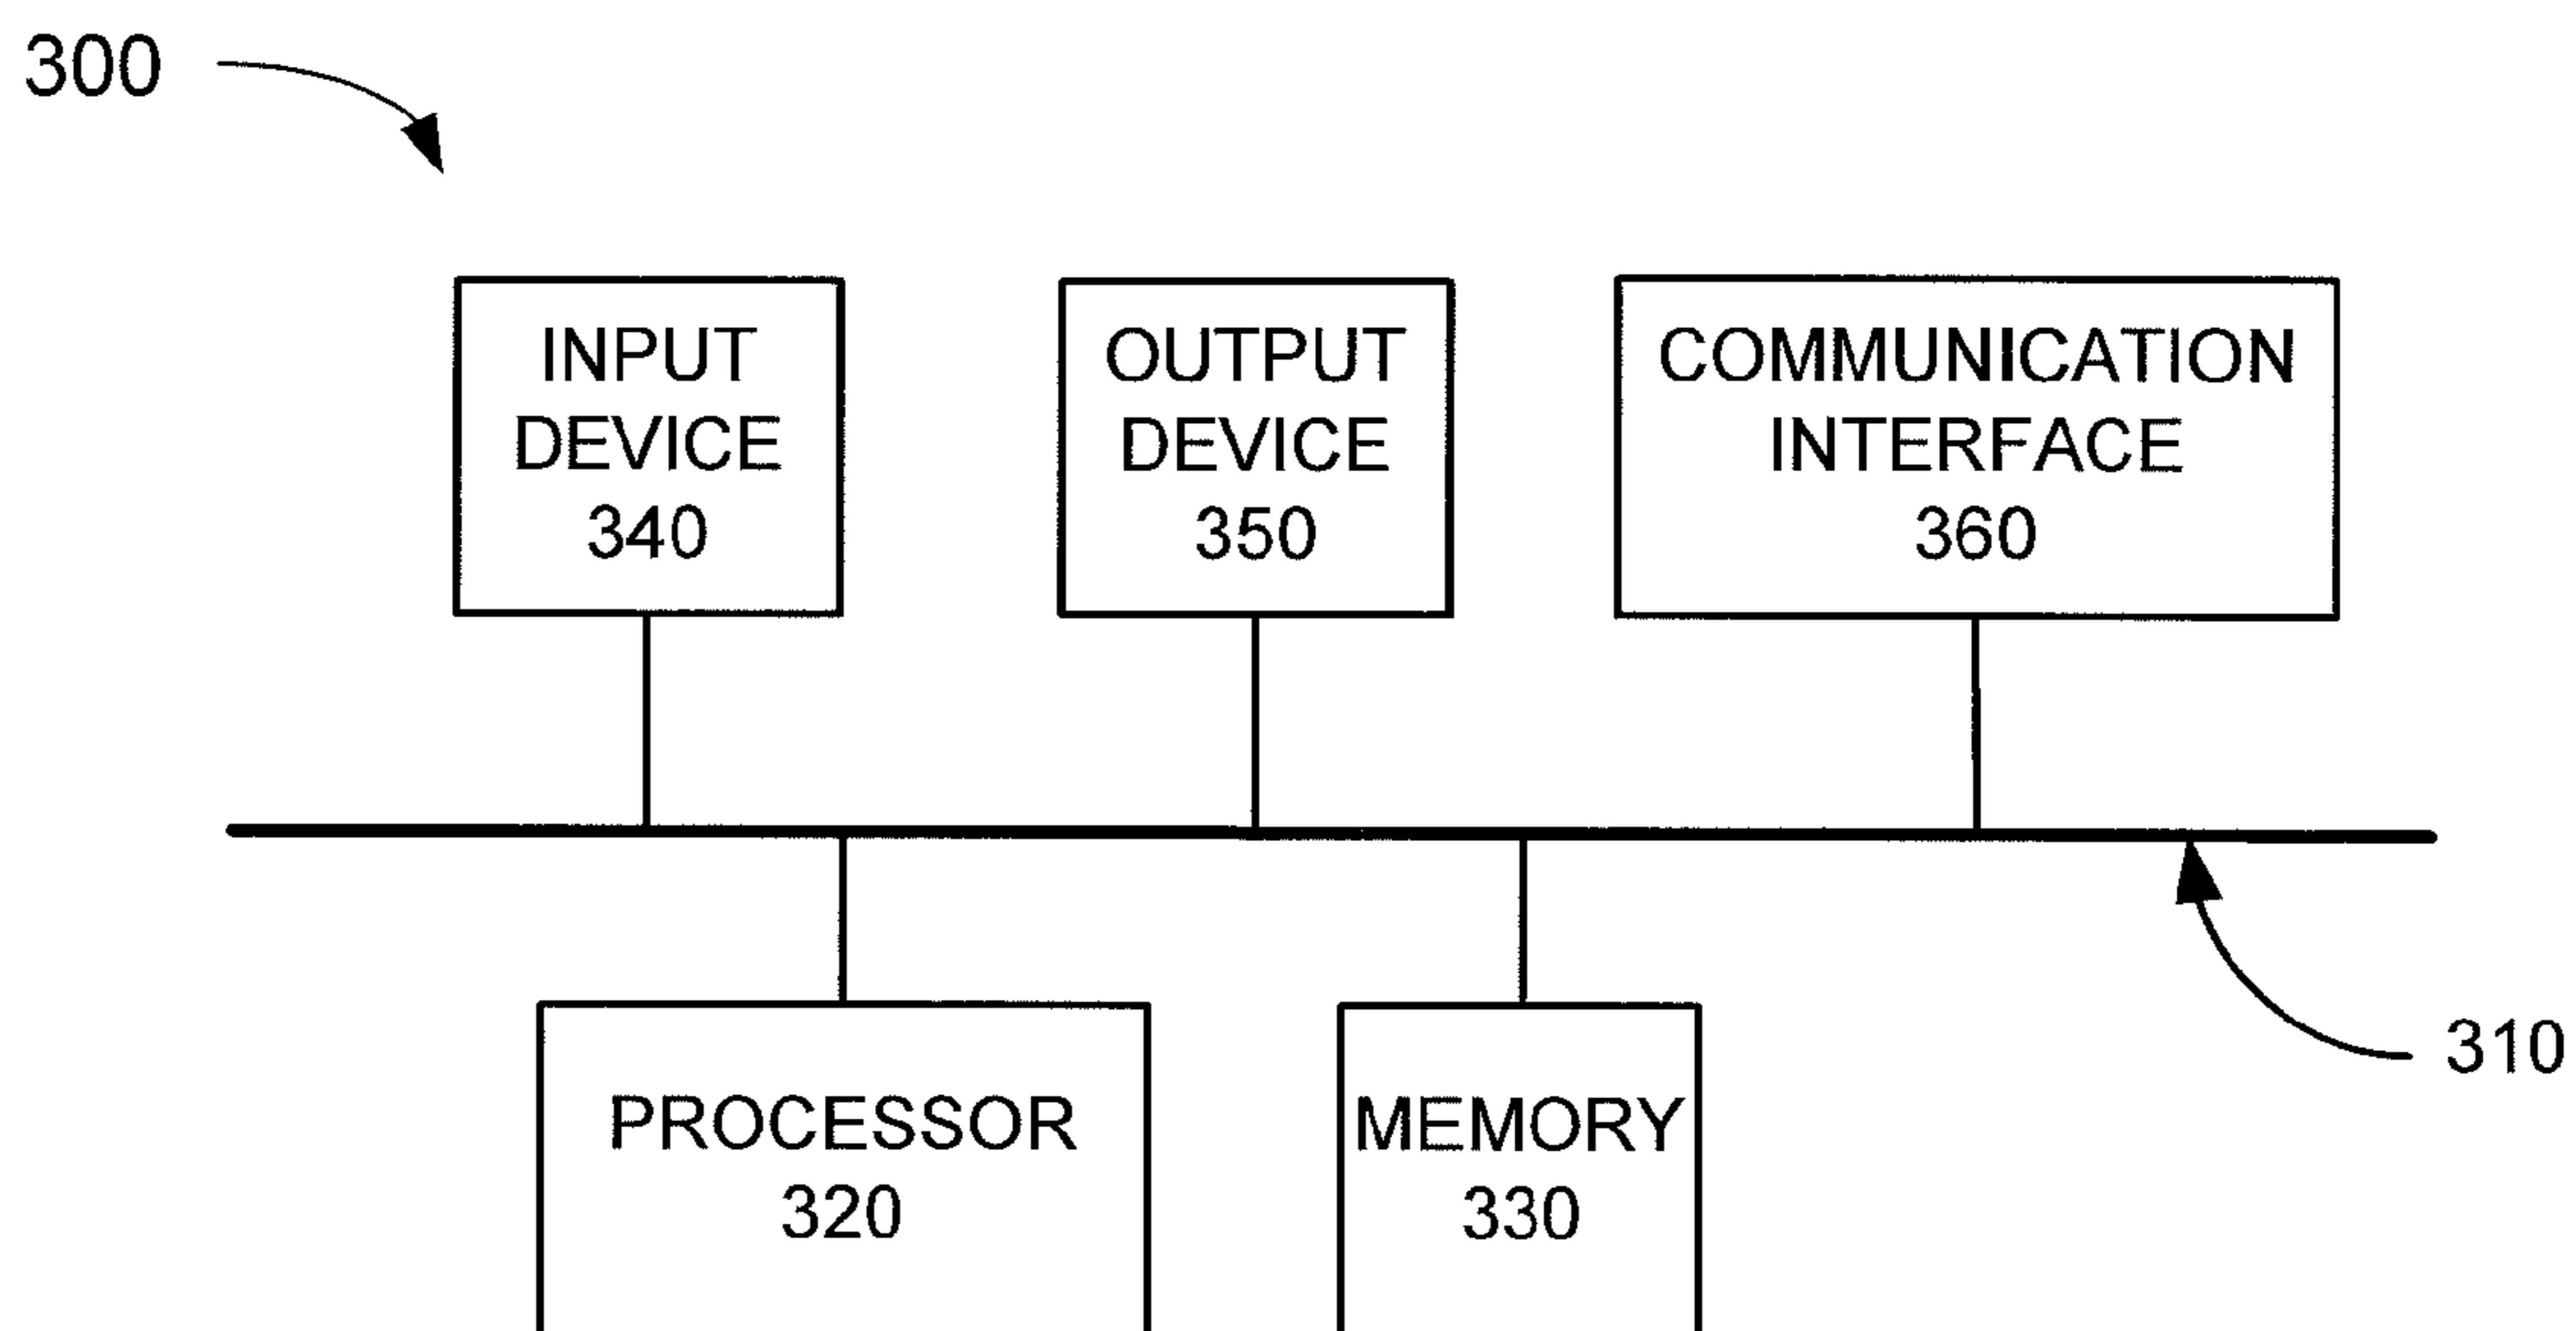 300
INPUT
DEVICE
340
OUTPUT
DEVICE
350
COMMUNICATION
INTERFACE
360
310
PROCESSOR
320
MEMORY
330